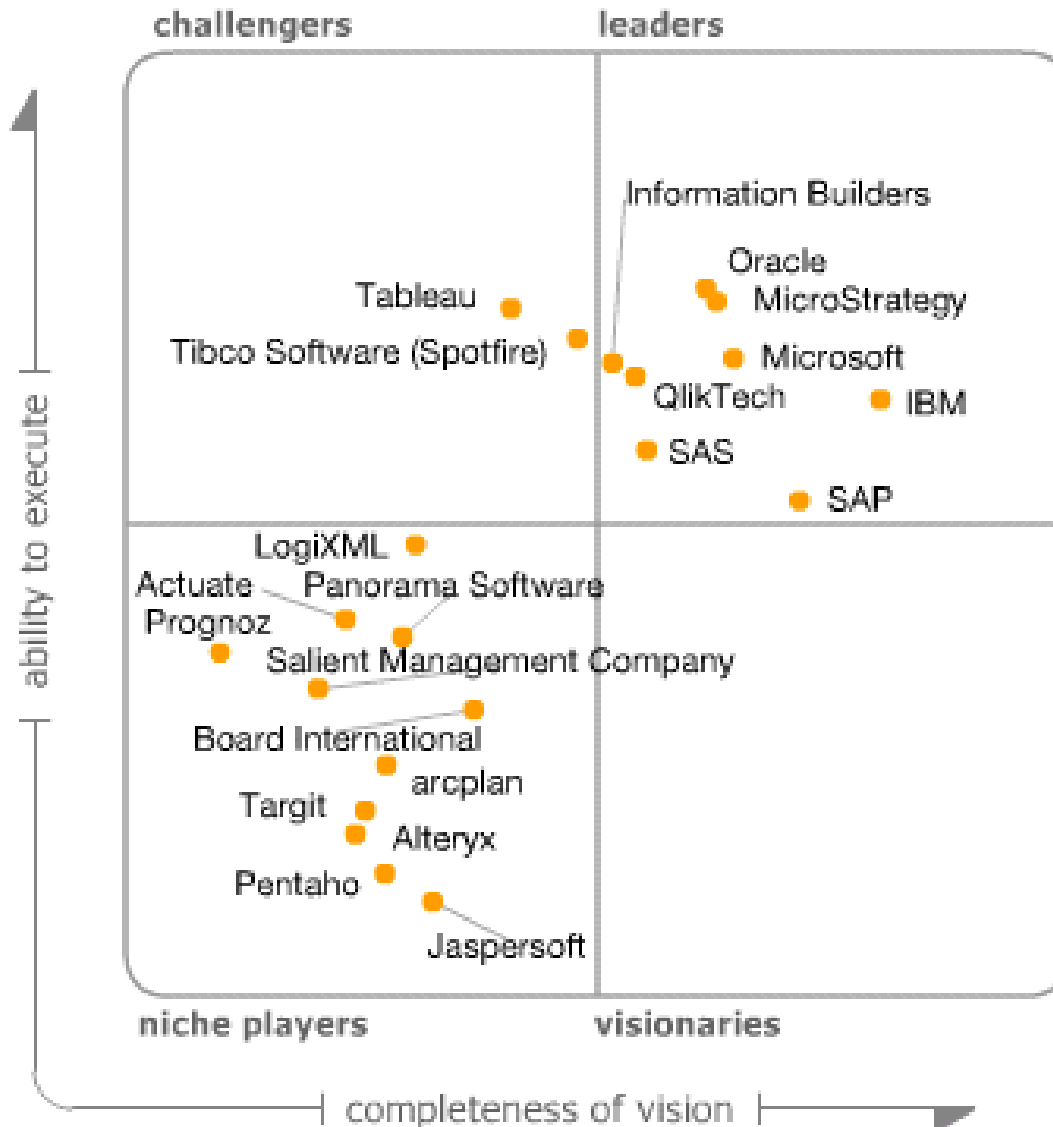 challengers
leaders
Information Builders
Oracle
Tableau
MicroStrategy
Tibco Software (Spotfire)
Microsoft
QlikTech
IBM
SAS
SAP
ability to execute
LogiXML
Actuate
Panorama Software
Prognoz
Salient Management Company
Board International
arcplan
Targit
Alteryx
Pentaho
Jaspersoft
niche players
visionaries
completeness of vision